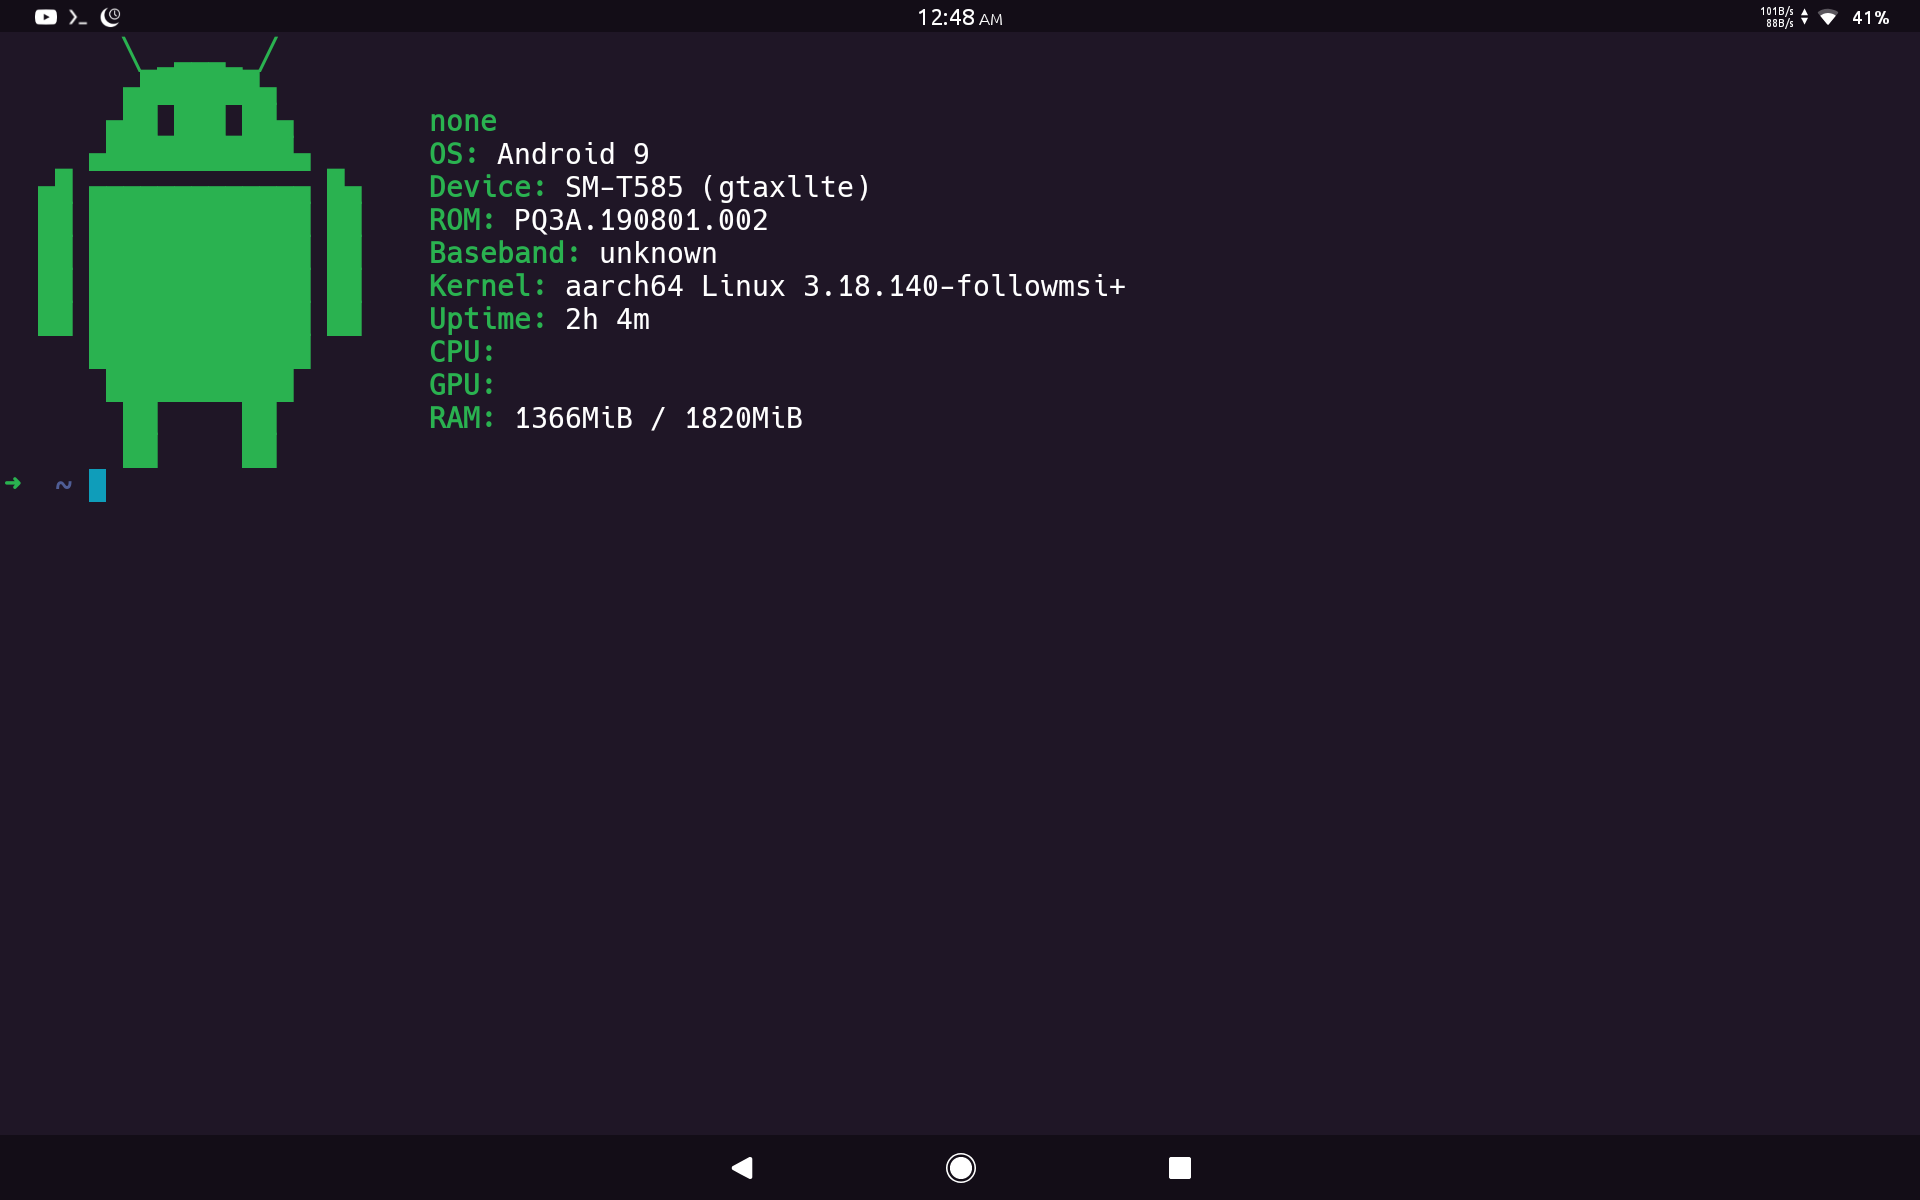 12:48 AM
101B/s
88B/s
41%
none
OS: Android 9
Device: SM-T585 (gtaxllte)
ROM: PQ3A.190801.002
Baseband: unknown
Kernel: aarch64 Linux 3.18.140-followmsi+
Uptime: 2h 4m
CPU:
GPU:
RAM: 1366MiB / 1820MiB
➜ ~